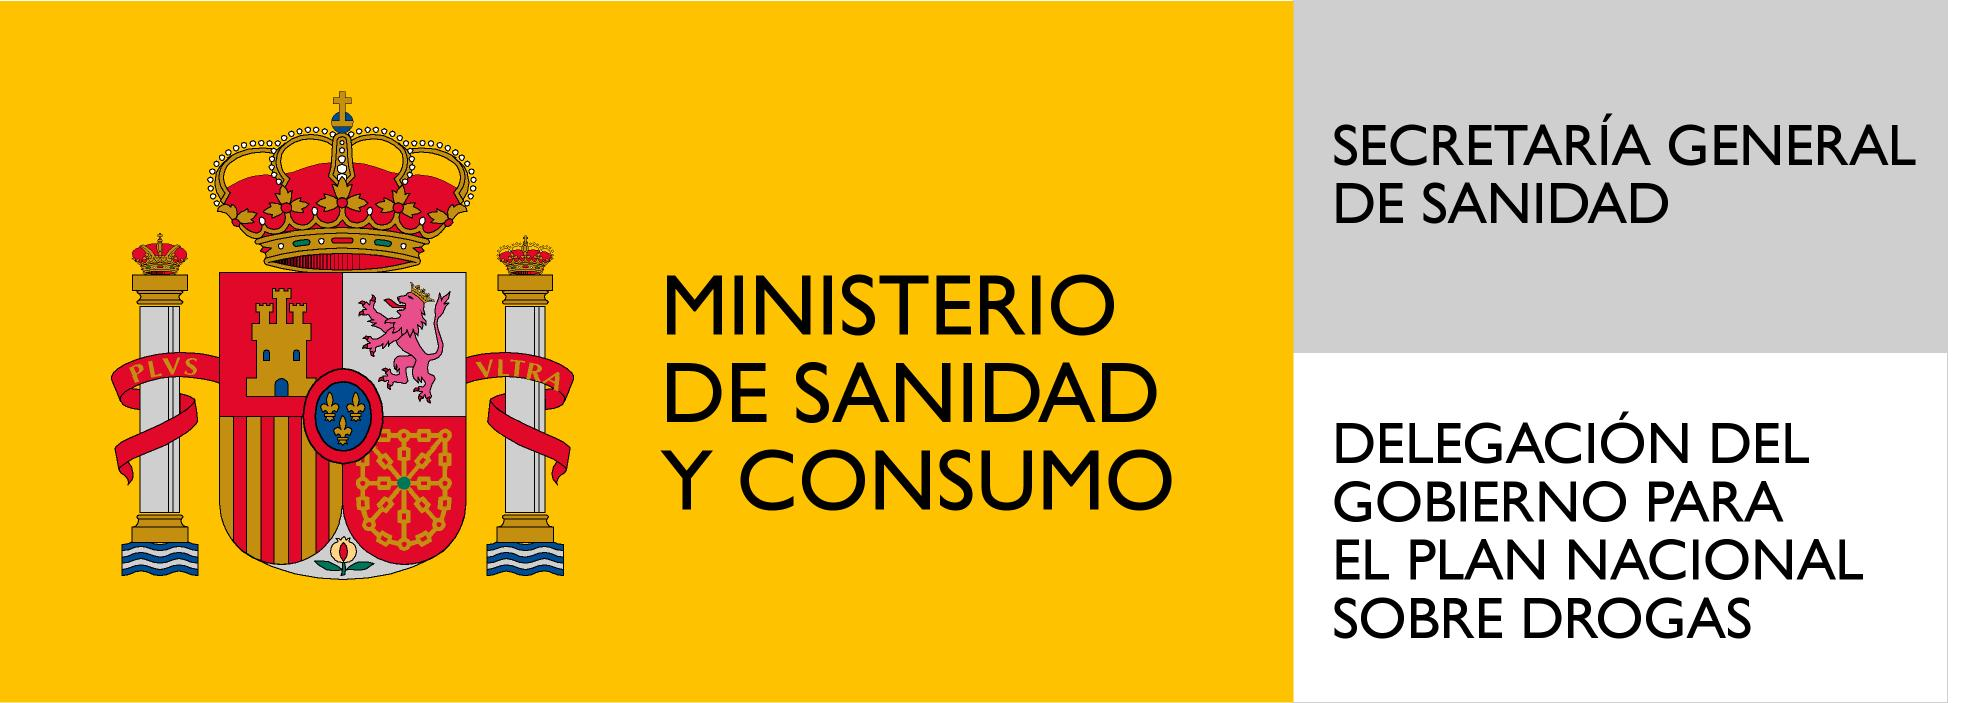 PLVS
VLTRA
MINISTERIO
DE SANIDAD
Y CONSUMO
SECRETARÍA GENERAL
DE SANIDAD
DELEGACIÓN DEL
GOBIERNO PARA
EL PLAN NACIONAL
SOBRE DROGAS